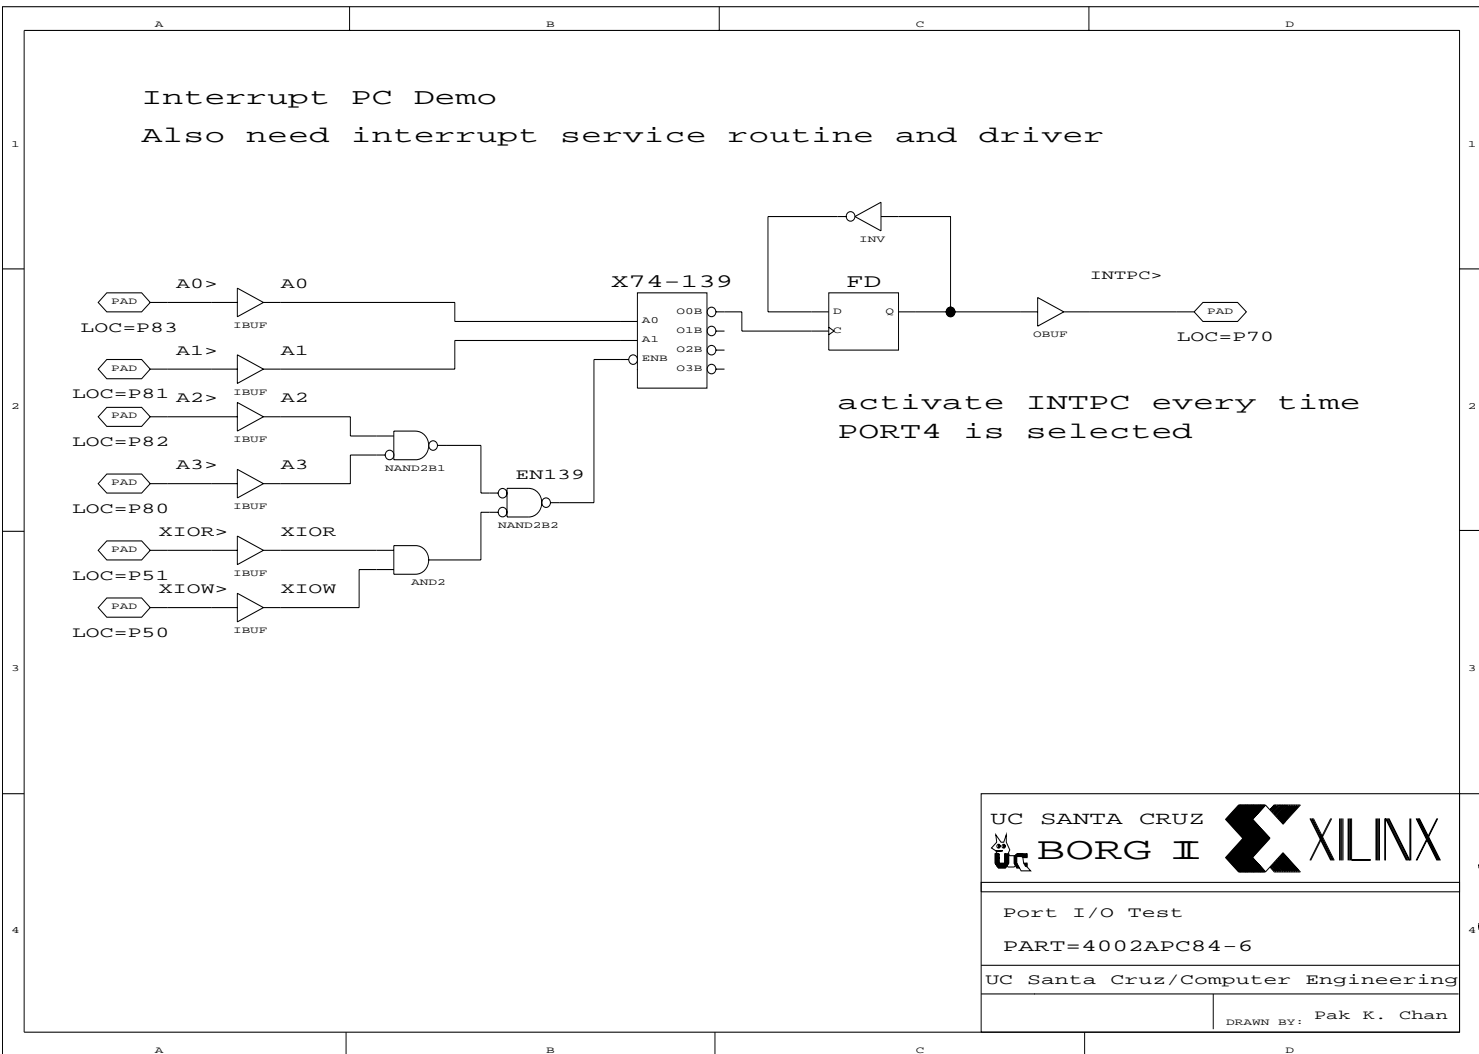 A B C D
Interrupt PC Demo
Also need interrupt service routine and driver
1 1
INV
X74-139 FD INTPC>
A0> A0
PAD IBUF
LOC=P83
A0 O0B
A1 O1B
ENB O2B
O3B
D Q
C
OBUF
PAD
LOC=P70
A1> A1
PAD IBUF
LOC=P81
A2> A2
PAD IBUF
LOC=P82
2 2
activate INTPC every time
PORT4 is selected
NAND2B1
A3> A3
PAD IBUF
LOC=P80
EN139
NAND2B2
XIOR> XIOR
PAD IBUF
LOC=P51
AND2
XIOW> XIOW
PAD IBUF
LOC=P50
3 3
UC SANTA CRUZ
UC BORG II XILINX
Port I/O Test
4 4
PART=4002APC84-6
UC Santa Cruz/Computer Engineering
DRAWN BY: Pak K. Chan
A B C D